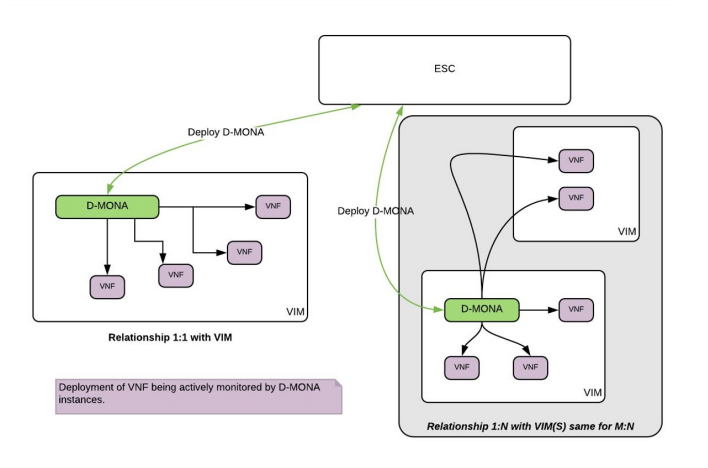 ESC
Deploy D-MONA
D-MONA
VNF
VNF
VNF
VNF
VIM
Relationship 1:1 with VIM
Deploy D-MONA
VNF
VNF
VIM
D-MONA
VNF
VNF
VNF
VIM
Relationship 1:N with VIM(S) same for M:N
Deployment of VNF being actively monitored by D-MONA
instances.